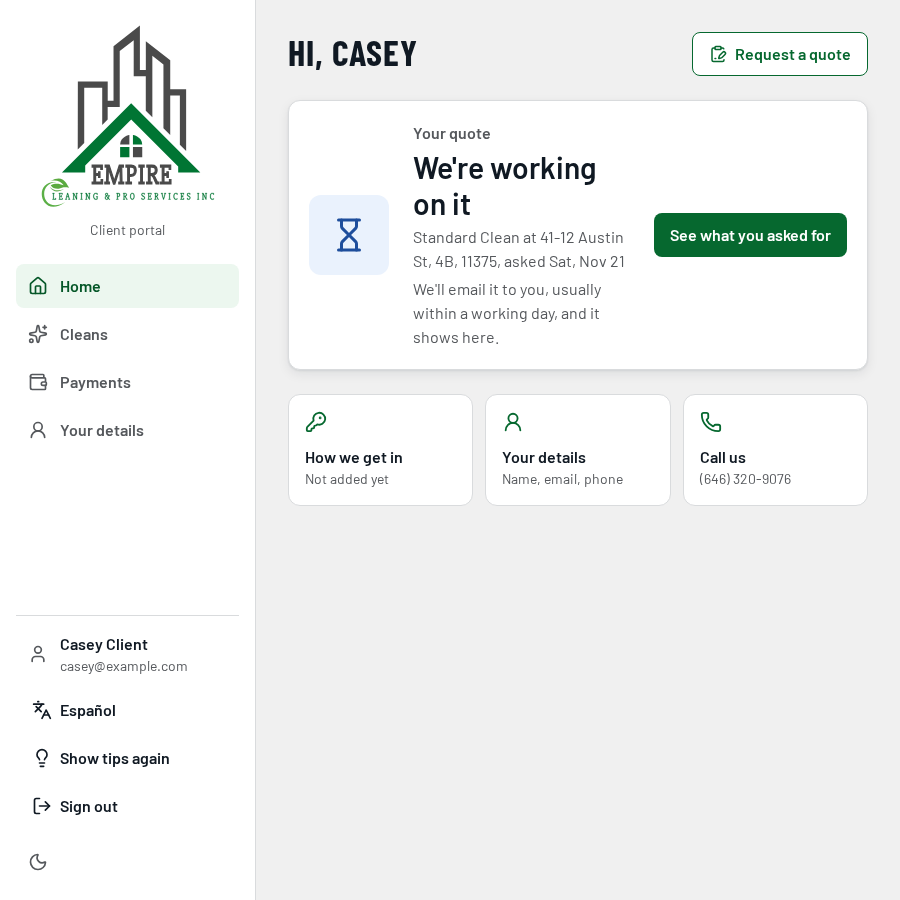 EMPIRE
LEANING & PRO SERVICES INC
Client portal
Home
Cleans
Payments
Your details
Casey Client
casey@example.com
Español
Show tips again
Sign out
HI, CASEY
Request a quote
Your quote
We're working
on it
Standard Clean at 41-12 Austin
St, 4B, 11375, asked Sat, Nov 21
We'll email it to you, usually
within a working day, and it
shows here.
See what you asked for
How we get in
Not added yet
Your details
Name, email, phone
Call us
(646) 320-9076